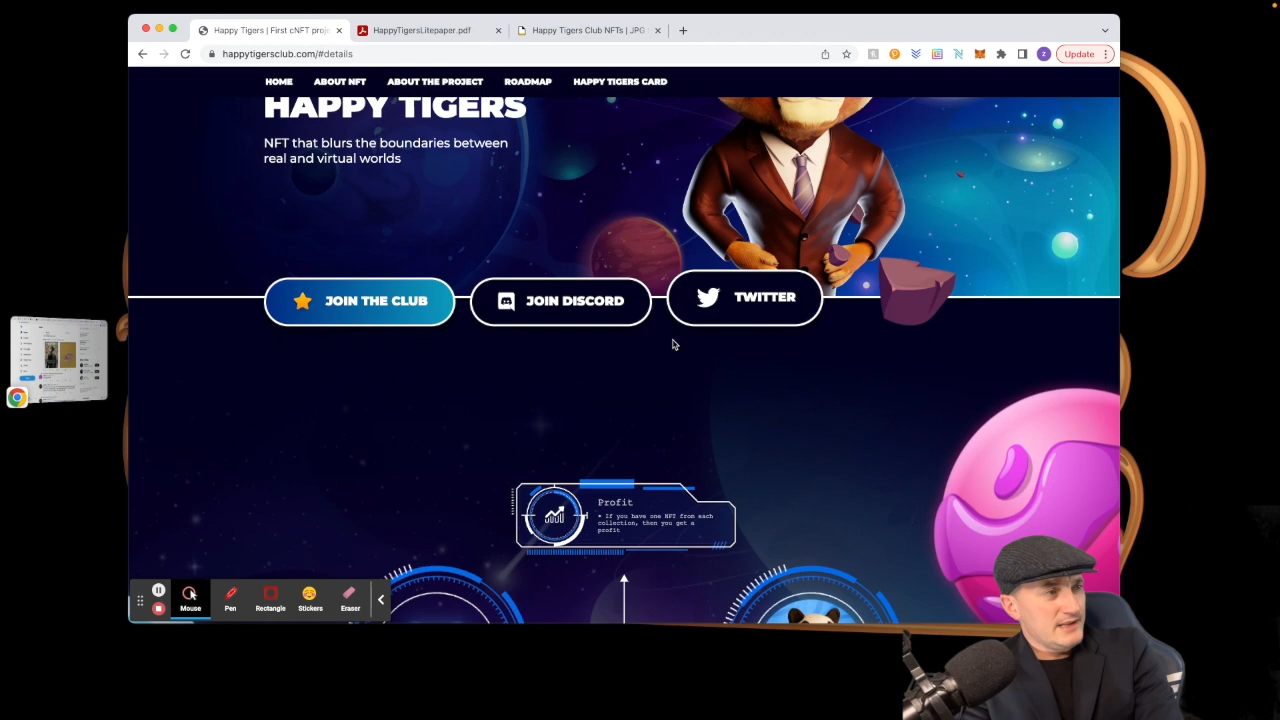 Happy Tigers | First cNFT proj
HappyTigersLitepaper.pdf
Happy Tigers Club NFTs | JPG
happytigersclub.com/#details
Update
HOME
ABOUT NFT
ABOUT THE PROJECT
ROADMAP
HAPPY TIGERS CARD
HAPPY TIGERS
NFT that blurs the boundaries between
real and virtual worlds
JOIN THE CLUB
JOIN DISCORD
TWITTER
Profit
• If you have one NFT from each
collection, then you get a
profit
Mouse
Pen
Rectangle
Stickers
Eraser